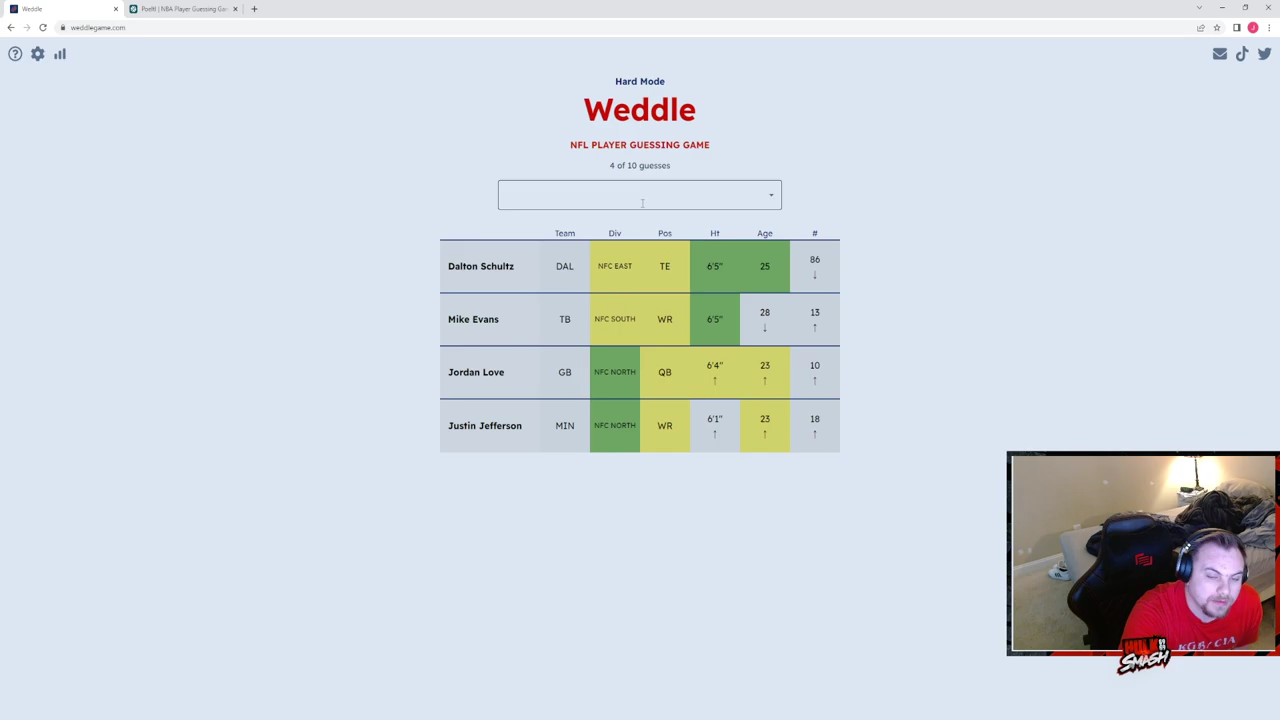 Weddle
Poeltl | NBA Player Guessing Ga
weddlegame.com
Hard Mode
Weddle
NFL PLAYER GUESSING GAME
4 of 10 guesses
Team Div Pos Ht Age #
Dalton Schultz DAL NFC EAST TE 6'5" 25 86 ↓
Mike Evans TB NFC SOUTH WR 6'5" 28 ↓ 13 ↑
Jordan Love GB NFC NORTH QB 6'4" ↑ 23 ↑ 10 ↑
Justin Jefferson MIN NFC NORTH WR 6'1" ↑ 23 ↑ 18 ↑
KGB/CIA
HULK
SMASH